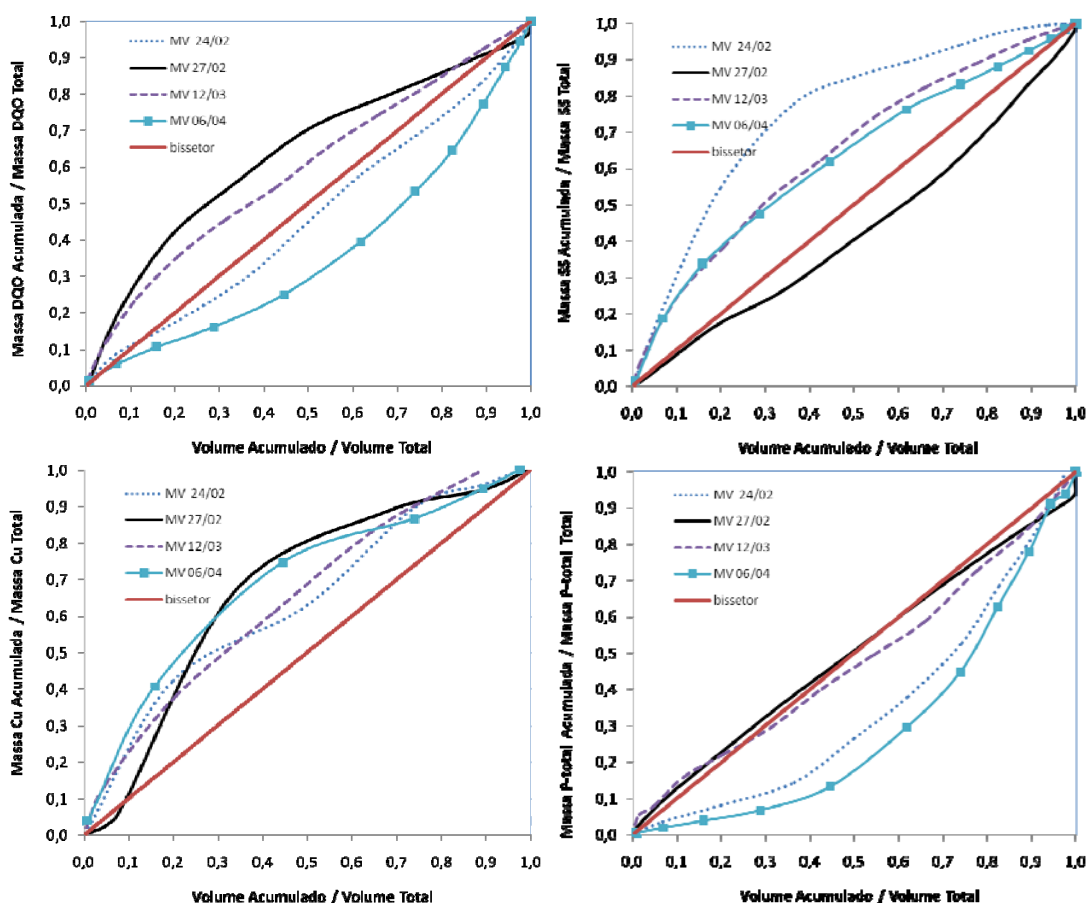 Massa DQO Acumulada / Massa DQO Total
1,0
0,9
0,8
0,7
0,6
0,5
0,4
0,3
0,2
0,1
0,0
MV 24/02
MV 27/02
MV 12/03
MV 06/04
bissetor
0,0 0,1 0,2 0,3 0,4 0,5 0,6 0,7 0,8 0,9 1,0
Volume Acumulado / Volume Total
Massa SS Acumulada / Massa SS Total
1,0
0,9
0,8
0,7
0,6
0,5
0,4
0,3
0,2
0,1
0,0
MV 24/02
MV 27/02
MV 12/03
MV 06/04
bissetor
0,0 0,1 0,2 0,3 0,4 0,5 0,6 0,7 0,8 0,9 1,0
Volume Acumulado / Volume Total
Massa Cu Acumulada / Massa Cu Total
1,0
0,9
0,8
0,7
0,6
0,5
0,4
0,3
0,2
0,1
0,0
MV 24/02
MV 27/02
MV 12/03
MV 06/04
bissetor
0,0 0,1 0,2 0,3 0,4 0,5 0,6 0,7 0,8 0,9 1,0
Volume Acumulado / Volume Total
Massa P-total Acumulada / Massa P-total Total
1,0
0,9
0,8
0,7
0,6
0,5
0,4
0,3
0,2
0,1
0,0
MV 24/02
MV 27/02
MV 12/03
MV 06/04
bissetor
0,0 0,1 0,2 0,3 0,4 0,5 0,6 0,7 0,8 0,9 1,0
Volume Acumulado / Volume Total